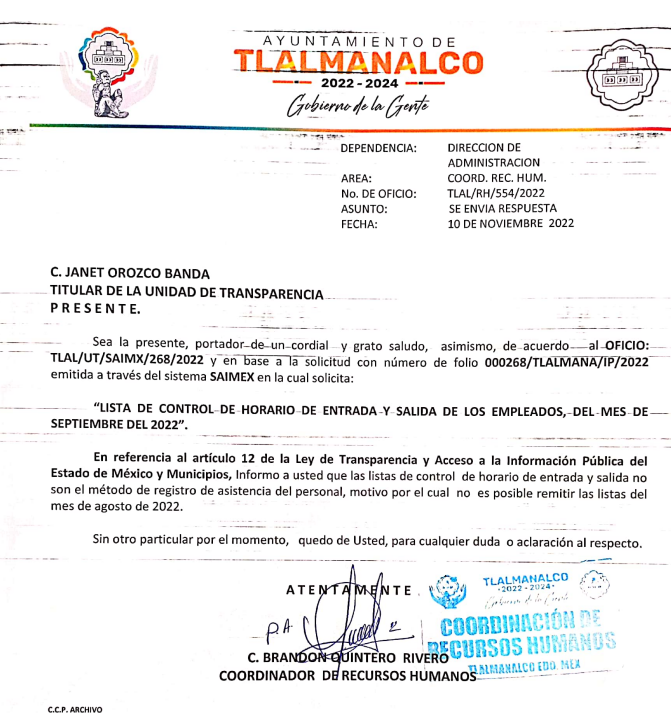 AYUNTAMIENTO DE
TLALMANALCO
2022 - 2024
Gobierno de la Gente
DEPENDENCIA: DIRECCION DE
ADMINISTRACION
AREA: COORD. REC. HUM.
No. DE OFICIO: TLAL/RH/554/2022
ASUNTO: SE ENVIA RESPUESTA
FECHA: 10 DE NOVIEMBRE 2022
C. JANET OROZCO BANDA
TITULAR DE LA UNIDAD DE TRANSPARENCIA
P R E S E N T E.
Sea la presente, portador de un cordial y grato saludo, asimismo, de acuerdo al OFICIO:
TLAL/UT/SAIMX/268/2022 y en base a la solicitud con número de folio 000268/TLALMANA/IP/2022
emitida a través del sistema SAIMEX en la cual solicita:
“LISTA DE CONTROL DE HORARIO DE ENTRADA Y SALIDA DE LOS EMPLEADOS, DEL MES DE
SEPTIEMBRE DEL 2022”.
En referencia al artículo 12 de la Ley de Transparencia y Acceso a la Información Pública del
Estado de México y Municipios, Informo a usted que las listas de control de horario de entrada y salida no
son el método de registro de asistencia del personal, motivo por el cual no es posible remitir las listas del
mes de agosto de 2022.
Sin otro particular por el momento, quedo de Usted, para cualquier duda o aclaración al respecto.
A T E N T A M E N T E
P.A
TLALMANALCO
-2022 - 2024-
Gobierno de la Gente
COORDINACIÓN DE
RECURSOS HUMANOS
TLALMANALCO EDO. MEX
C. BRANDON QUINTERO RIVERO
COORDINADOR DE RECURSOS HUMANOS
C.C.P. ARCHIVO